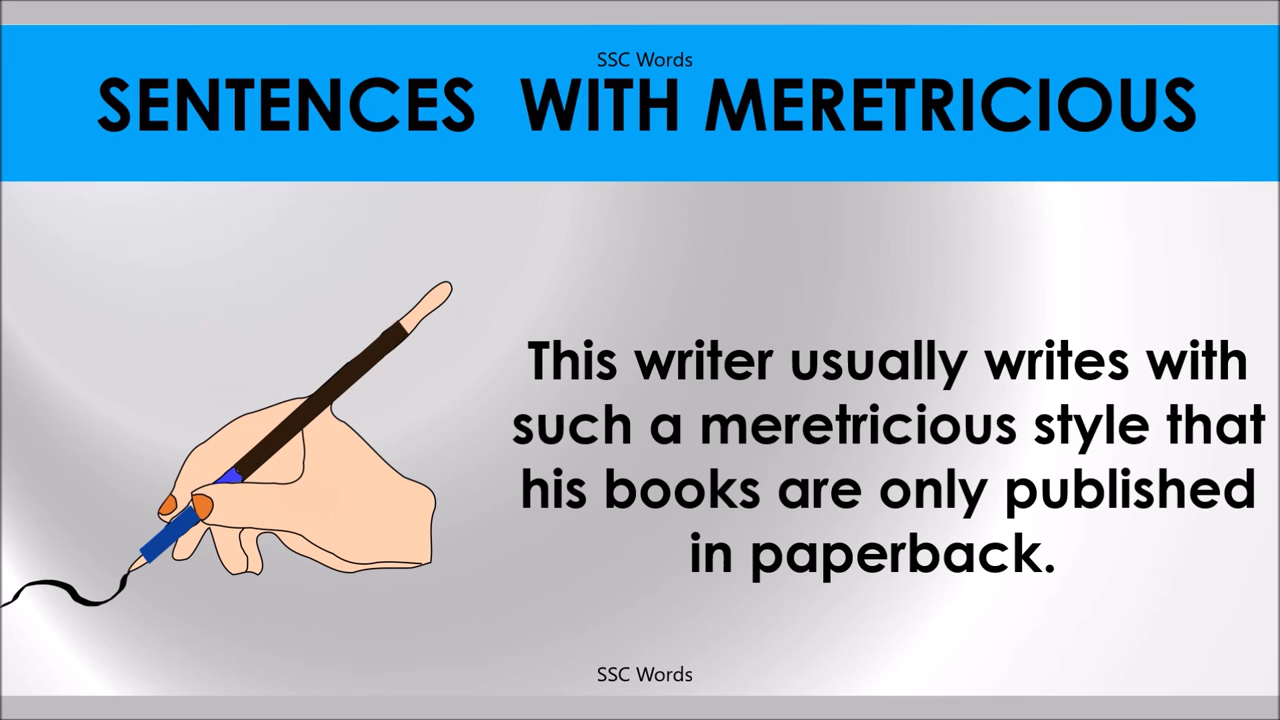 SSC Words
SENTENCES WITH MERETRICIOUS
This writer usually writes with
such a meretricious style that
his books are only published
in paperback.
SSC Words